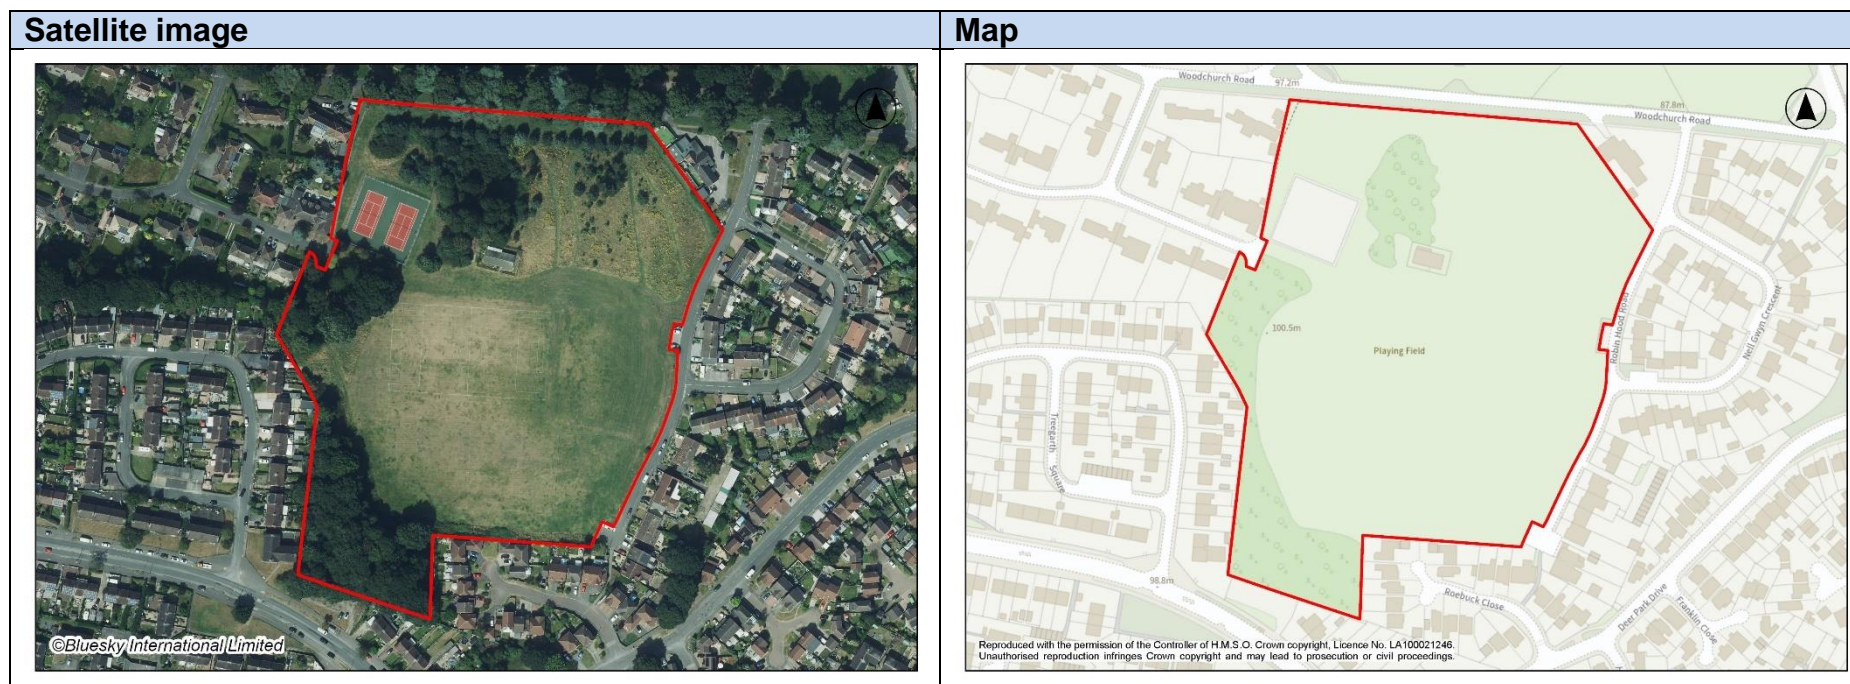 Satellite image
Map
©Bluesky International Limited
Woodchurch Road
97.2m
87.8m
Woodchurch Road
Robin Hood Road
Nell Gwyn Crescent
100.5m
Playing Field
Treegarth
Square
98.8m
Roebuck Close
Deer Park Drive
Franklin Close
Reproduced with the permission of the Controller of H.M.S.O. Crown copyright, Licence No. LA100021246.
Unauthorised reproduction infringes Crown copyright and may lead to prosecution or civil proceedings.